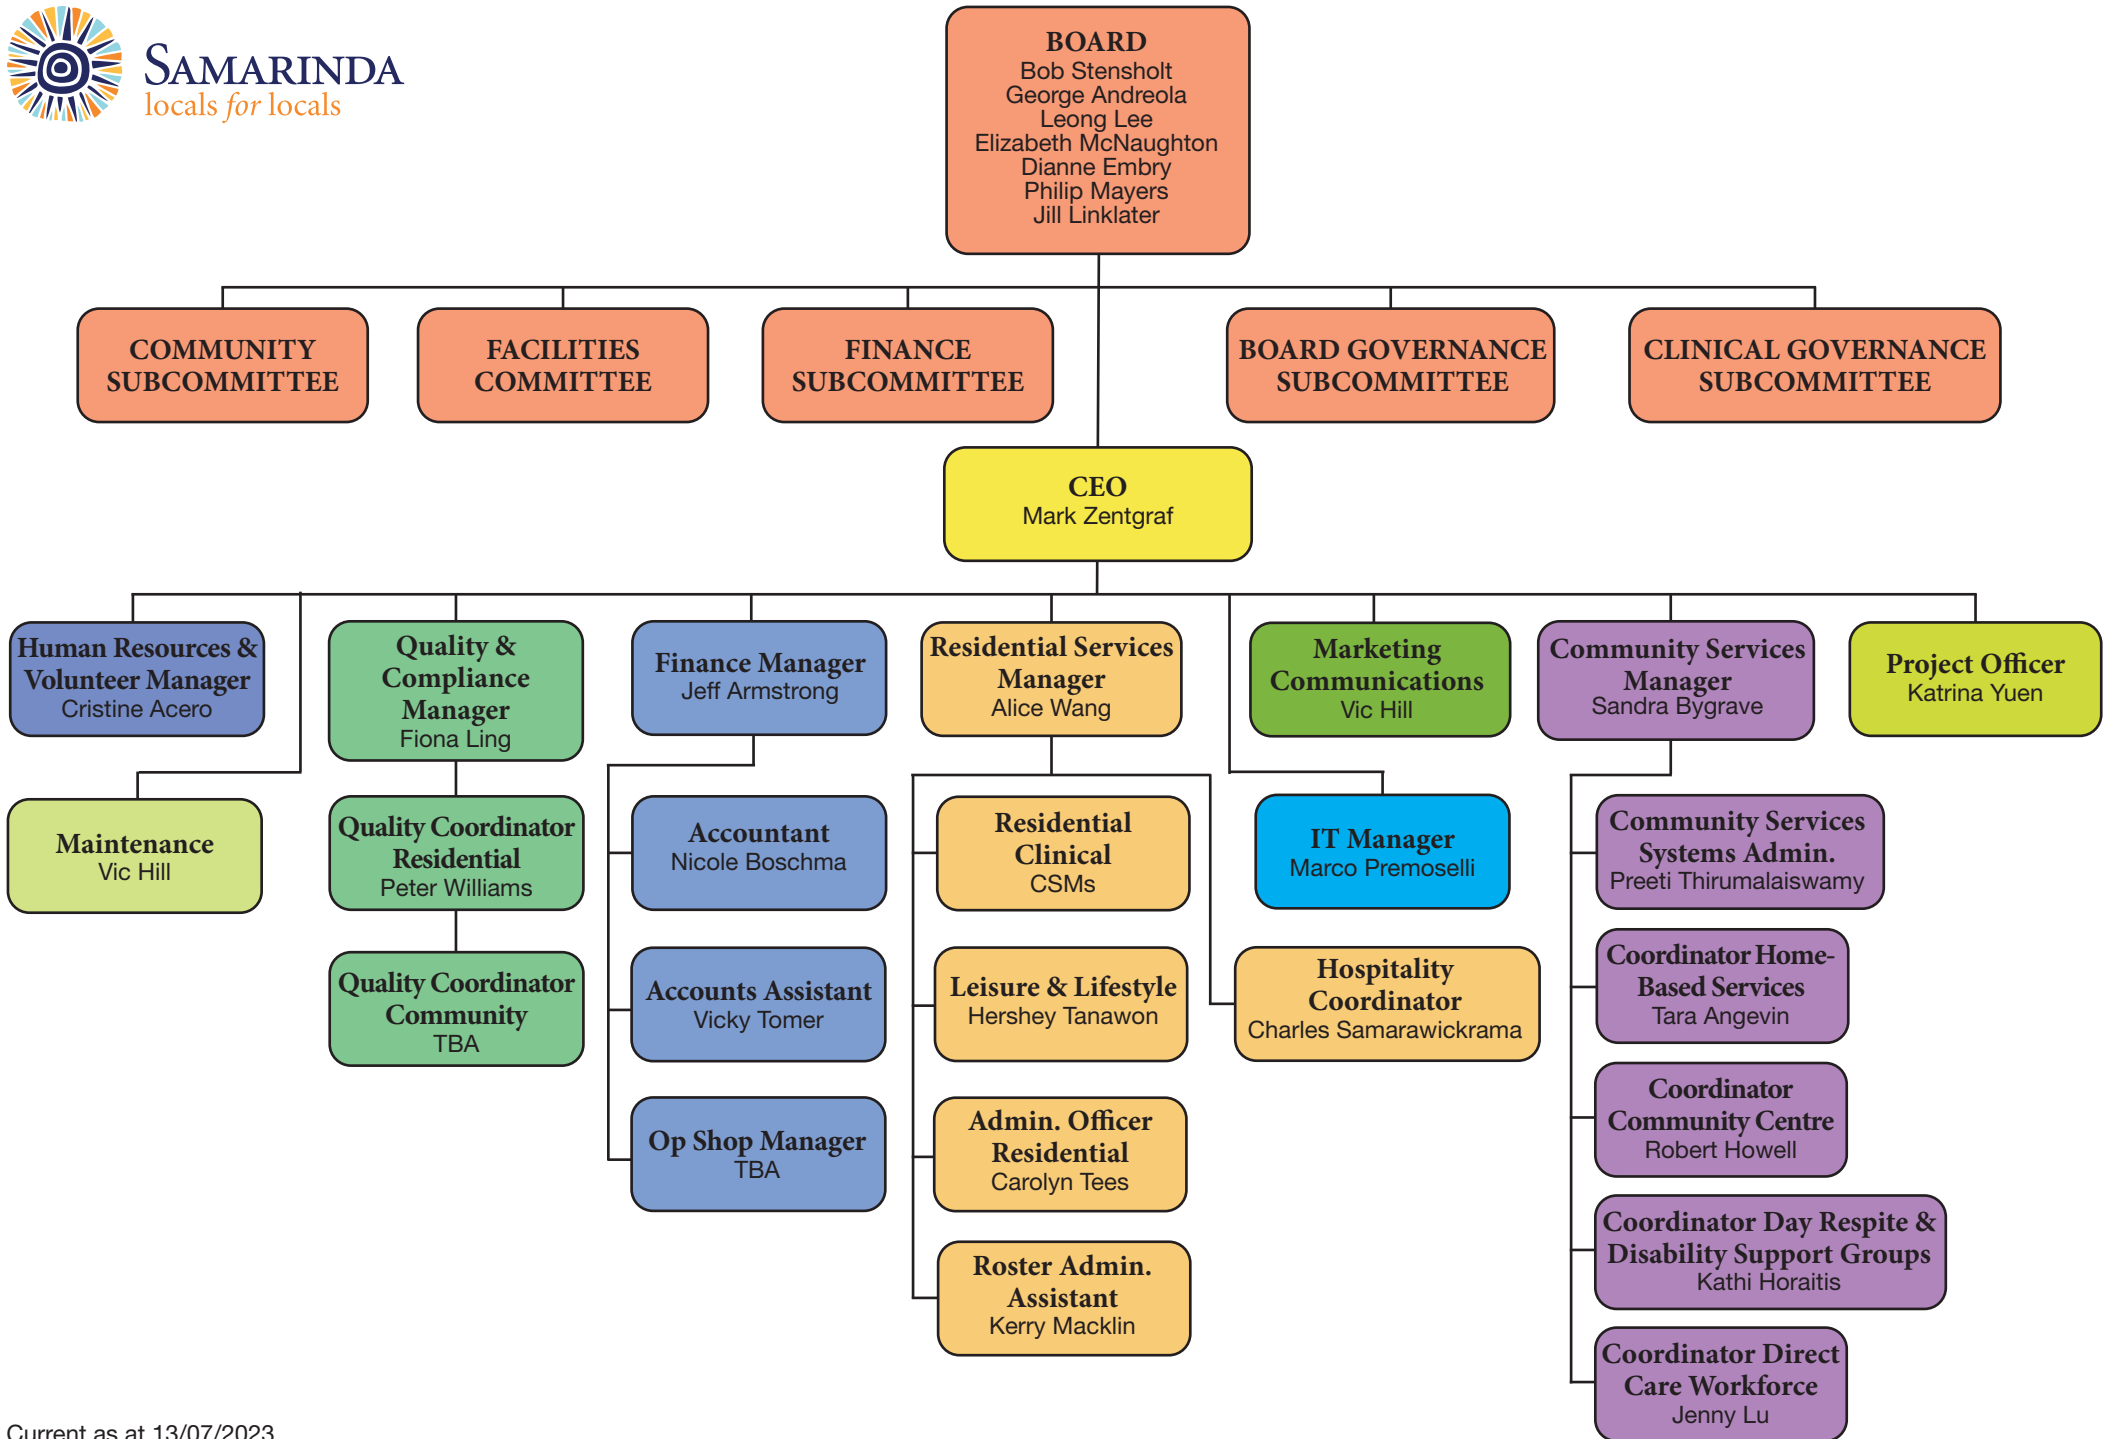 SAMARINDA
locals for locals
BOARD
Bob Stensholt
George Andreola
Leong Lee
Elizabeth McNaughton
Dianne Embry
Philip Mayers
Jill Linklater
COMMUNITY
SUBCOMMITTEE
FACILITIES
COMMITTEE
FINANCE
SUBCOMMITTEE
BOARD GOVERNANCE
SUBCOMMITTEE
CLINICAL GOVERNANCE
SUBCOMMITTEE
CEO
Mark Zentgraf
Human Resources &
Volunteer Manager
Cristine Acero
Quality &
Compliance
Manager
Fiona Ling
Finance Manager
Jeff Armstrong
Residential Services
Manager
Alice Wang
Marketing
Communications
Vic Hill
Community Services
Manager
Sandra Bygrave
Project Officer
Katrina Yuen
Maintenance
Vic Hill
Quality Coordinator
Residential
Peter Williams
Quality Coordinator
Community
TBA
Accountant
Nicole Boschma
Accounts Assistant
Vicky Tomer
Op Shop Manager
TBA
Residential
Clinical
CSMs
Leisure & Lifestyle
Hershey Tanawon
Admin. Officer
Residential
Carolyn Tees
Roster Admin.
Assistant
Kerry Macklin
IT Manager
Marco Premoselli
Hospitality
Coordinator
Charles Samarawickrama
Community Services
Systems Admin.
Preeti Thirumalaiswamy
Coordinator Home-
Based Services
Tara Angevin
Coordinator
Community Centre
Robert Howell
Coordinator Day Respite &
Disability Support Groups
Kathi Horaitis
Coordinator Direct
Care Workforce
Jenny Lu
Current as at 13/07/2023